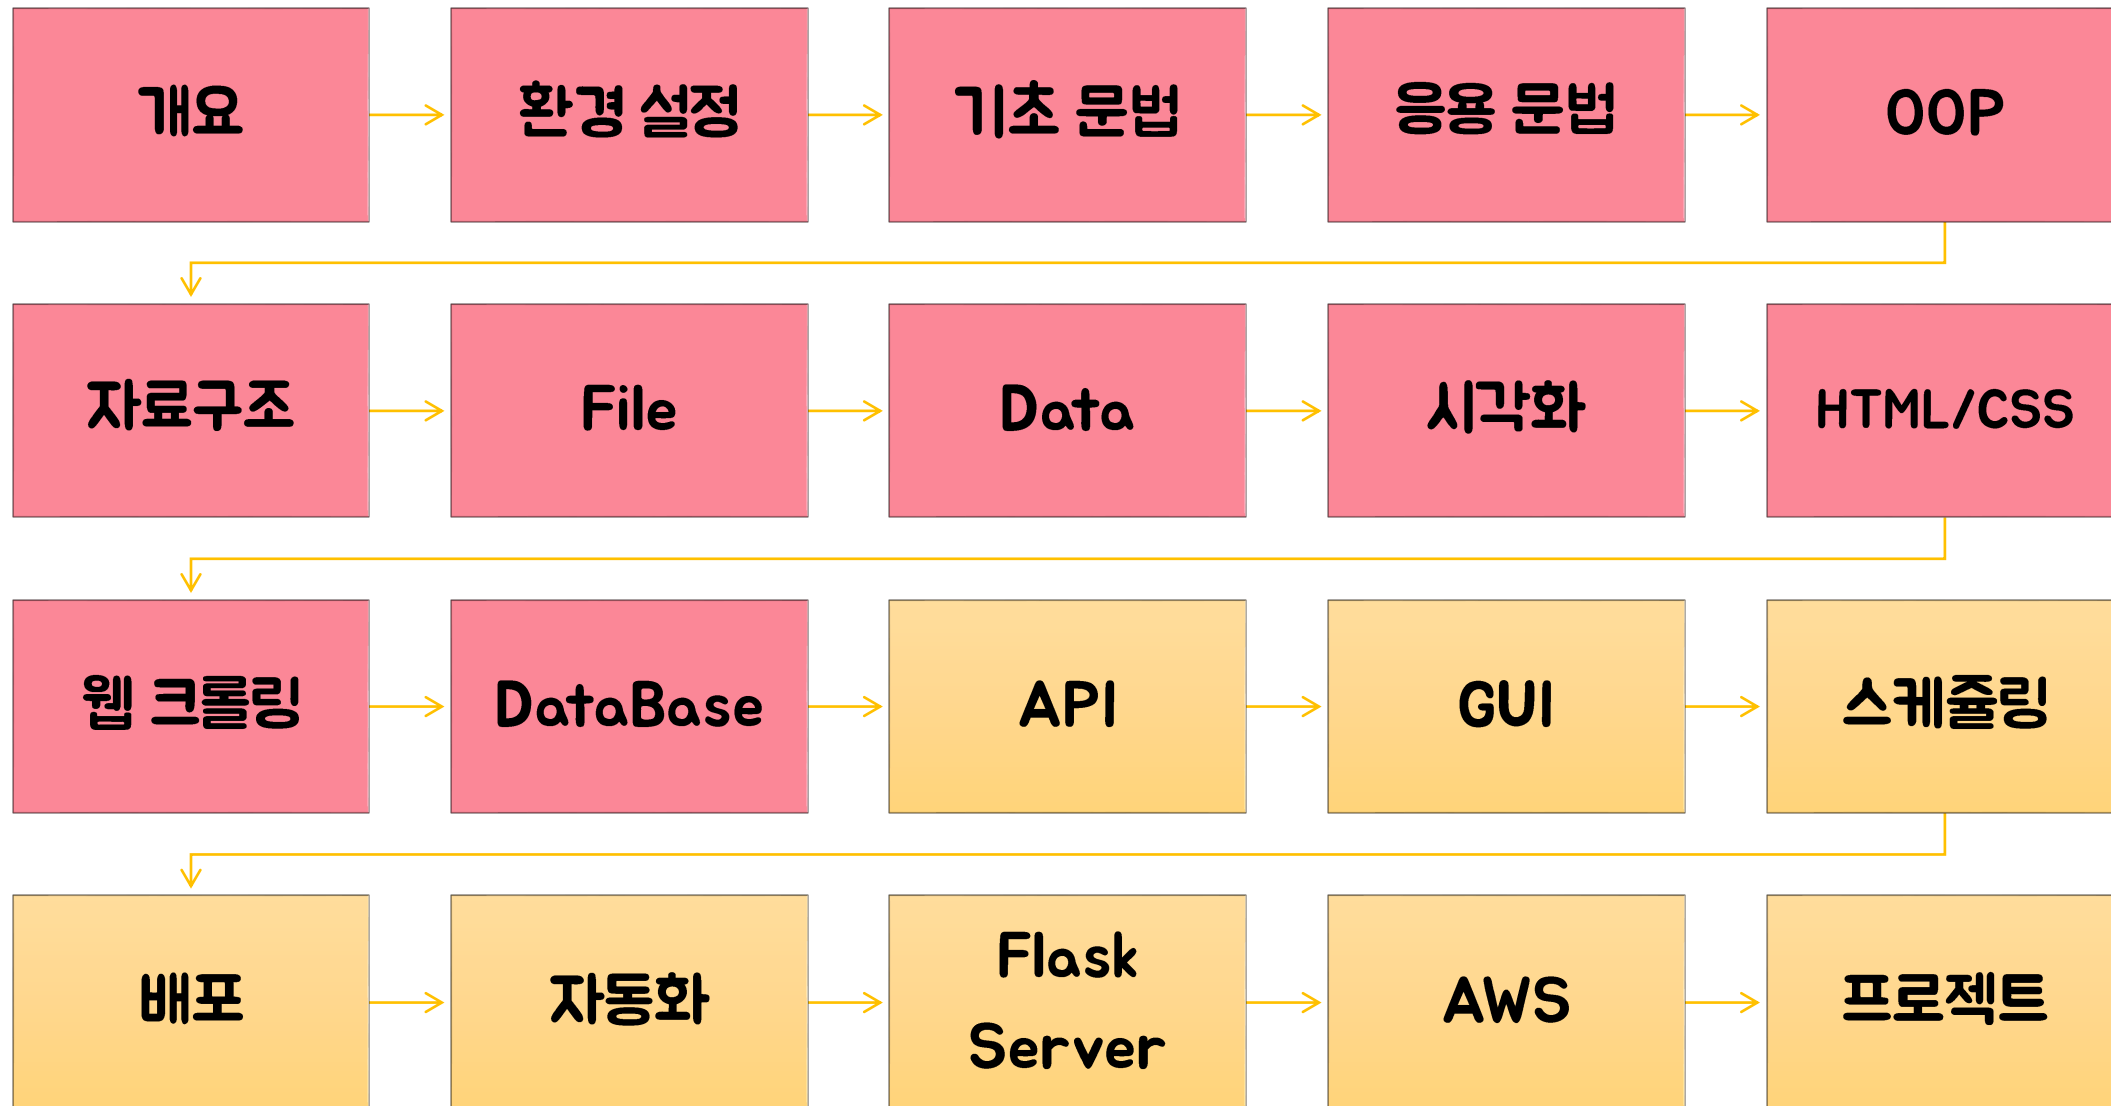 개요
환경 설정
기초 문법
응용 문법
OOP
자료구조
File
Data
시각화
HTML/CSS
웹 크롤링
DataBase
API
GUI
스케쥴링
배포
자동화
Flask
Server
AWS
프로젝트